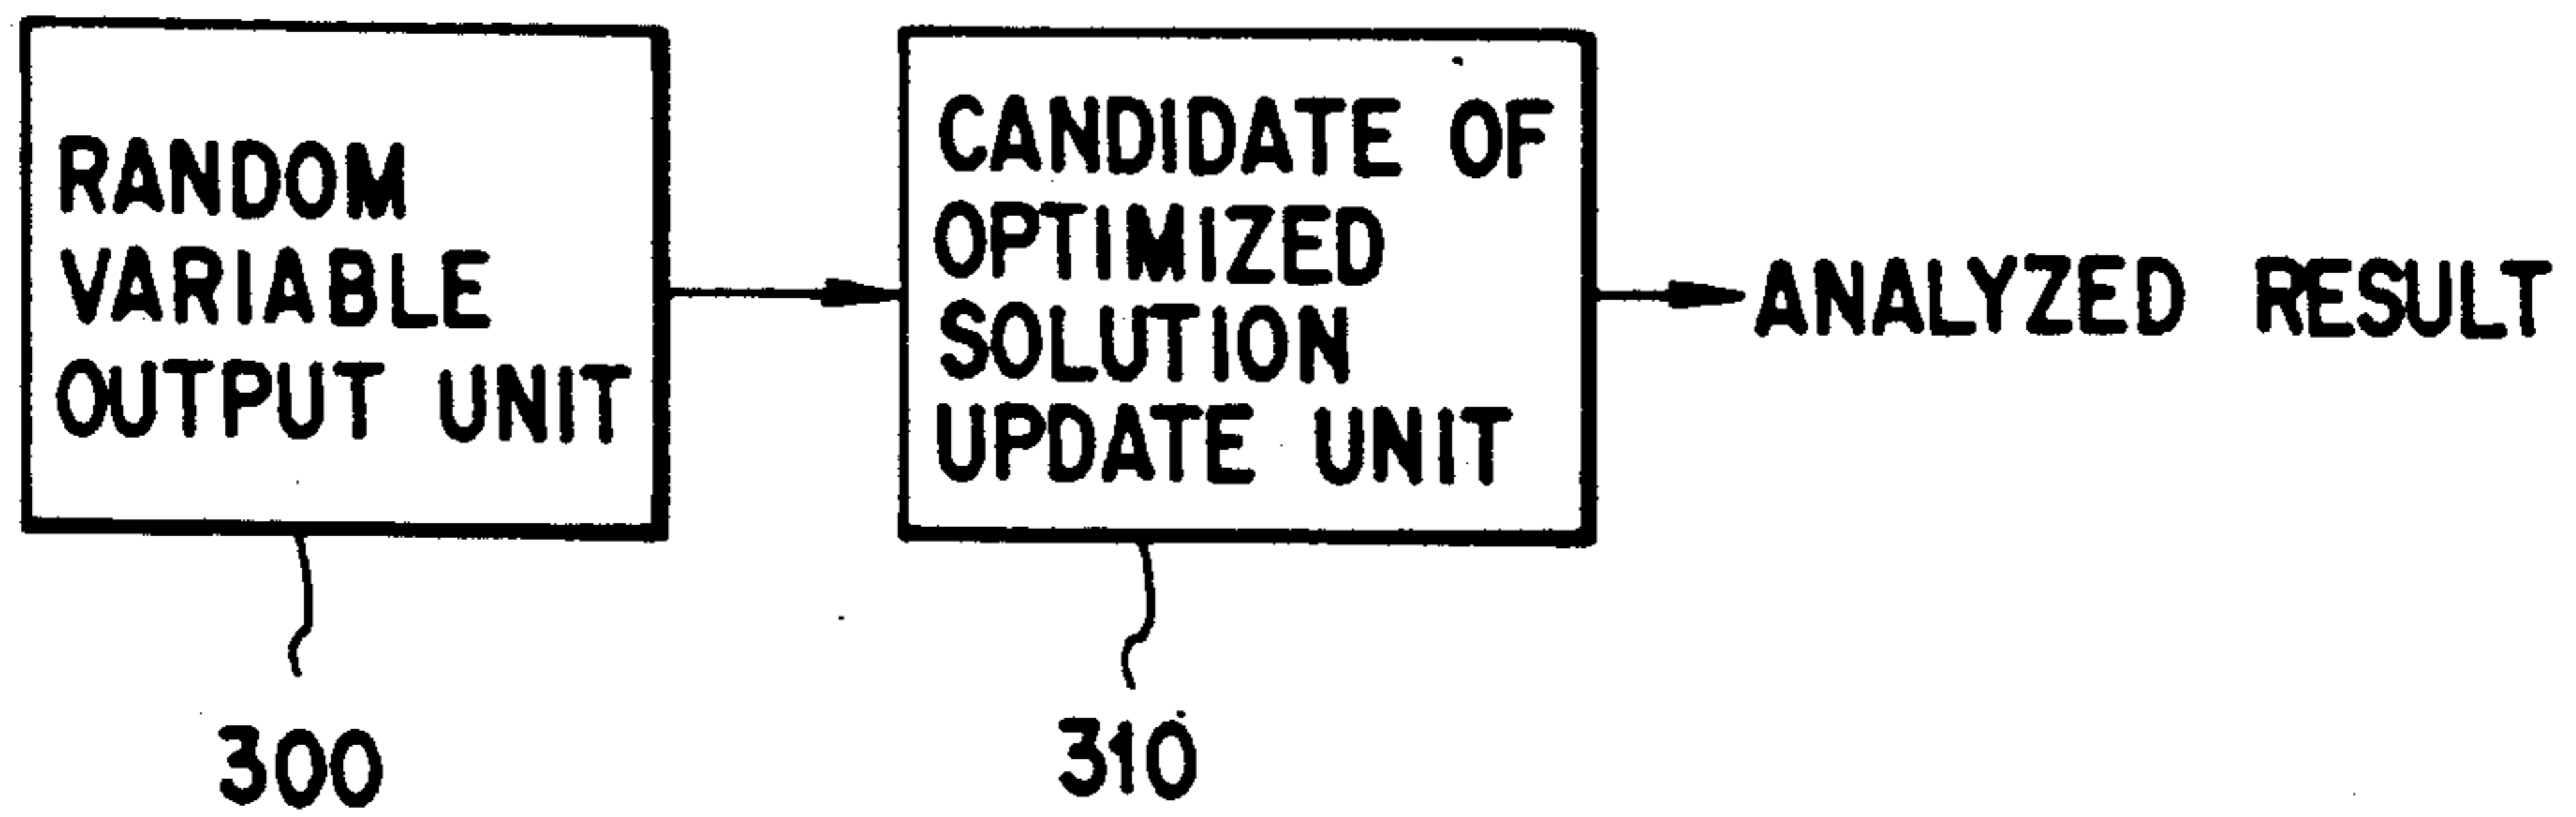 RANDOM
VARIABLE
OUTPUT UNIT
CANDIDATE OF
OPTIMIZED
SOLUTION
UPDATE UNIT
ANALYZED RESULT
300
310